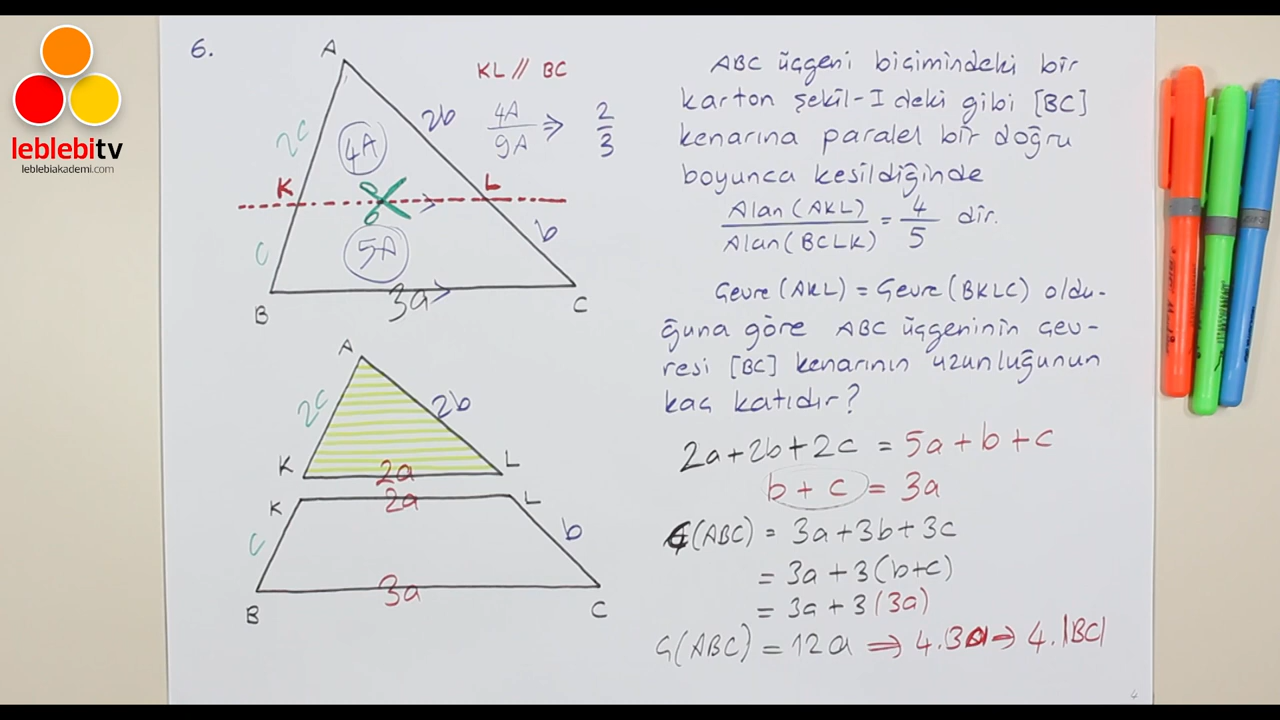 leblebitv
leblebiakademi.com
6.
A
KL // BC
2c
2b
4A
4A/9A ⇒ 2/3
K
L
c
5A
b
B
3a
C
A
2c
2b
K
2a
L
K
2a
L
c
b
B
3a
C
ABC üçgeni biçimindeki bir
karton şekil-I deki gibi [BC]
kenarına paralel bir doğru
boyunca kesildiğinde
Alan(AKL)/Alan(BCLK) = 4/5 dir.
Çevre(AKL) = Çevre(BKLC) oldu-
ğuna göre ABC üçgeninin çev-
resi [BC] kenarının uzunluğunun
kaç katıdır?
2a+2b+2c = 5a+b+c
b+c = 3a
Ç(ABC) = 3a+3b+3c
= 3a+3(b+c)
= 3a+3(3a)
Ç(ABC) = 12a ⇒ 4.3a ⇒ 4.|BC|
4